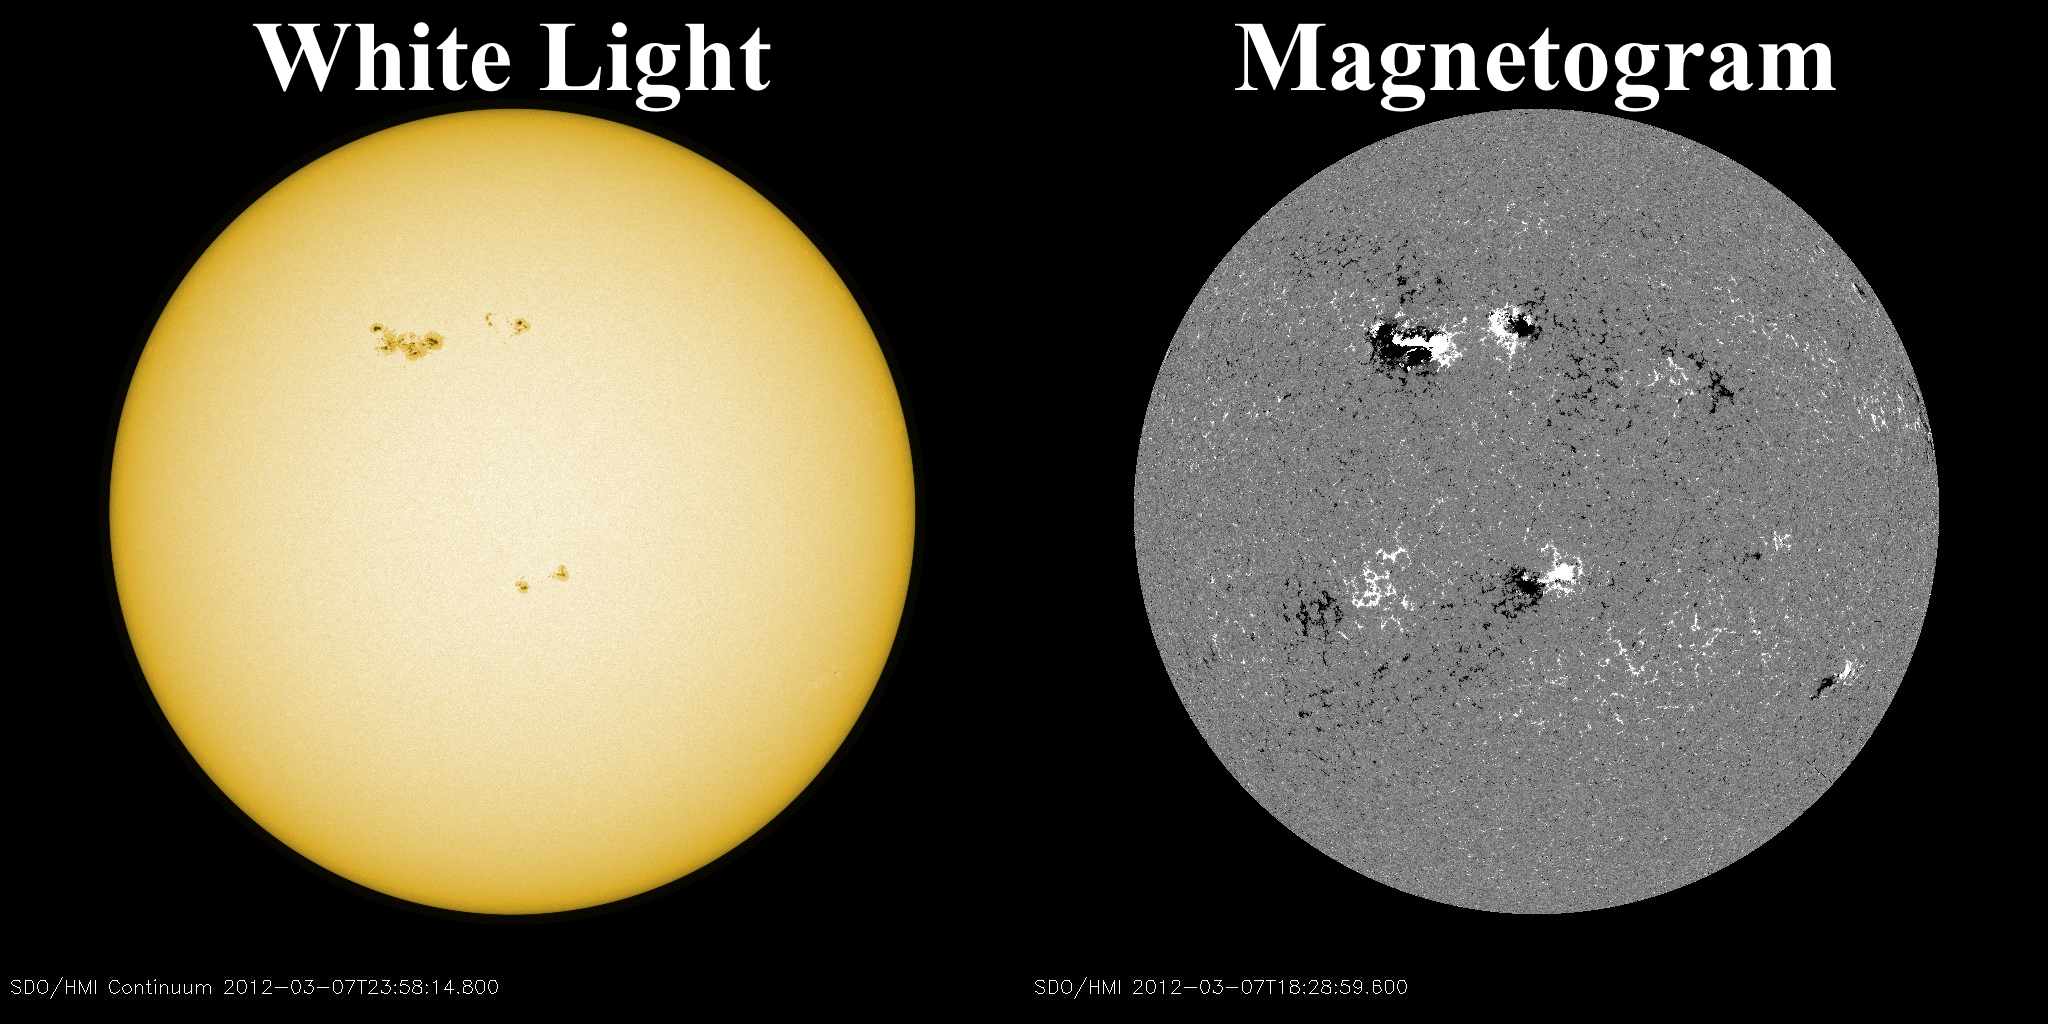 White Light
Magnetogram
SDO/HMI Continuum 2012-03-07T23:58:14.800
SDO/HMI 2012-03-07T18:28:59.600